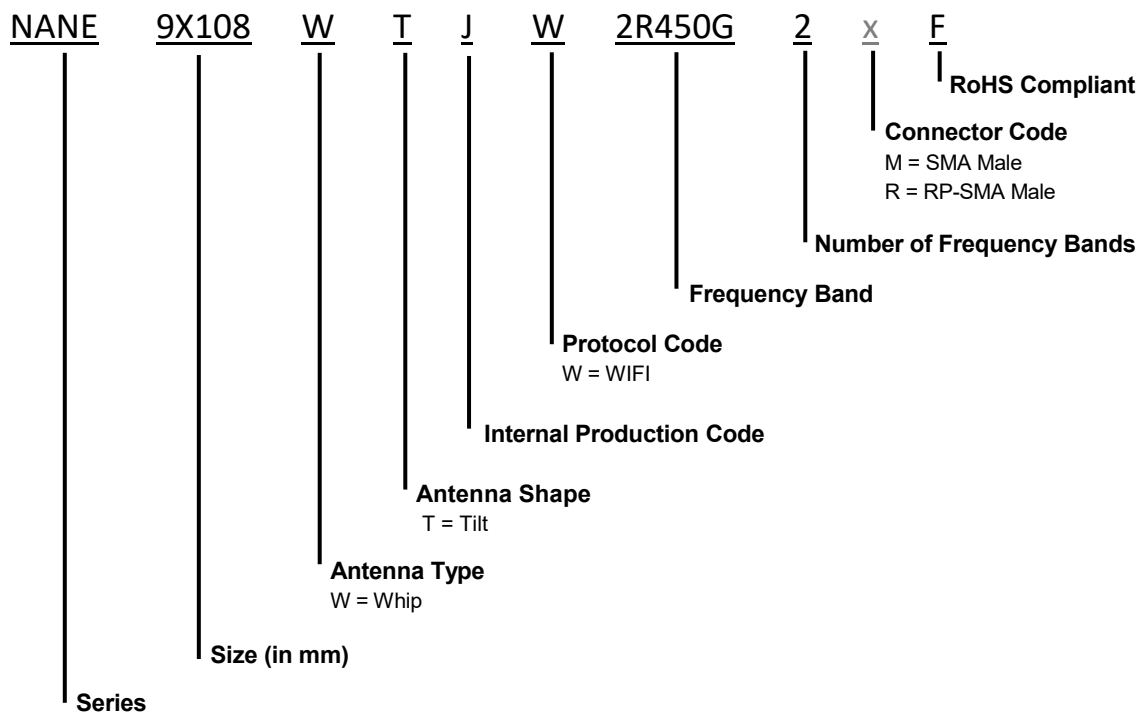 NANE 9X108 W T J W 2R450G 2 x F
RoHS Compliant
Connector Code
M = SMA Male
R = RP-SMA Male
Number of Frequency Bands
Frequency Band
Protocol Code
W = WIFI
Internal Production Code
Antenna Shape
T = Tilt
Antenna Type
W = Whip
Size (in mm)
Series